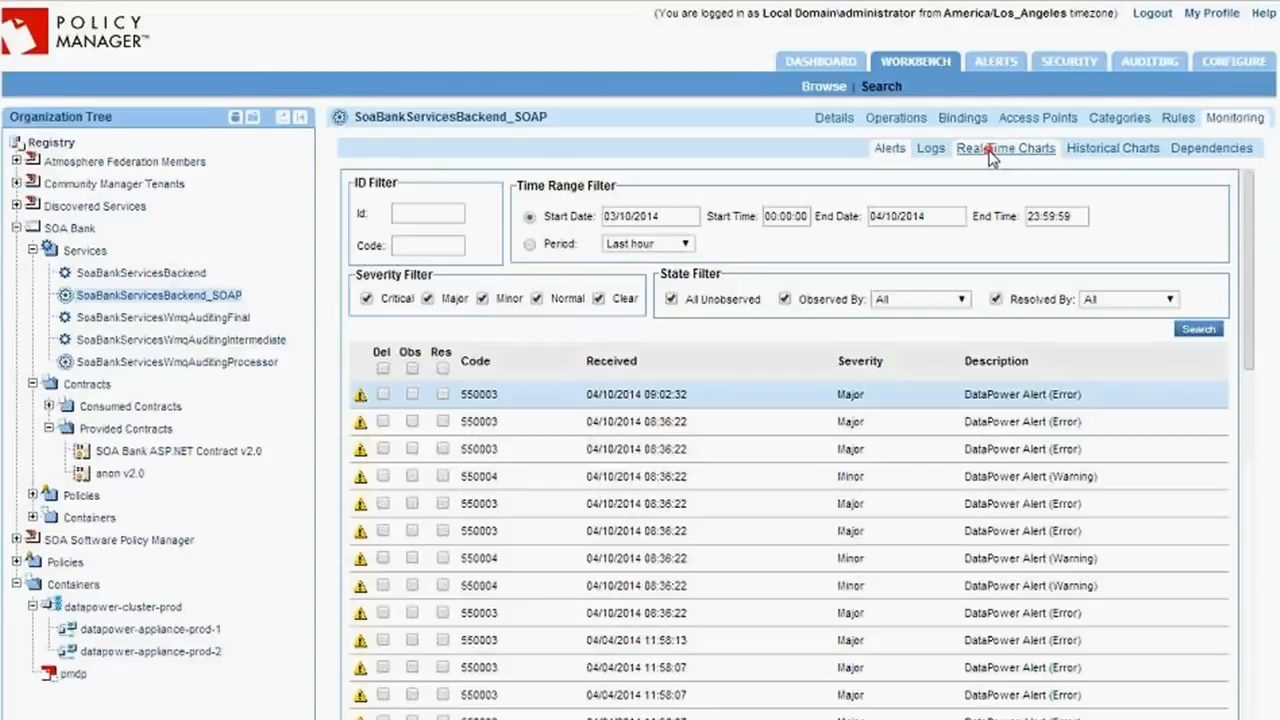 POLICY
MANAGER™
(You are logged in as Local Domain\administrator from America/Los_Angeles timezone) Logout My Profile Help
DASHBOARD WORKBENCH ALERTS SECURITY AUDITING CONFIGURE
Browse | Search
Organization Tree
Registry
Atmosphere Federation Members
Community Manager Tenants
Discovered Services
SOA Bank
Services
SoaBankServicesBackend
SoaBankServicesBackend_SOAP
SoaBankServicesWmqAuditingFinal
SoaBankServicesWmqAuditingIntermediate
SoaBankServicesWmqAuditingProcessor
Contracts
Consumed Contracts
Provided Contracts
SOA Bank ASP.NET Contract v2.0
anon v2.0
Policies
Containers
SOA Software Policy Manager
Policies
Containers
datapower-cluster-prod
datapower-appliance-prod-1
datapower-appliance-prod-2
pmdp
SoaBankServicesBackend_SOAP Details Operations Bindings Access Points Categories Rules Monitoring
Alerts Logs Real Time Charts Historical Charts Dependencies
ID Filter
Id:
Code:
Time Range Filter
Start Date: 03/10/2014 Start Time: 00:00:00 End Date: 04/10/2014 End Time: 23:59:59
Period: Last hour
Severity Filter
Critical Major Minor Normal Clear
State Filter
All Unobserved Observed By: All Resolved By: All
Search
Del Obs Res Code Received Severity Description
550003 04/10/2014 09:02:32 Major DataPower Alert (Error)
550003 04/10/2014 08:36:22 Major DataPower Alert (Error)
550003 04/10/2014 08:36:22 Major DataPower Alert (Error)
550004 04/10/2014 08:36:22 Minor DataPower Alert (Warning)
550003 04/10/2014 08:36:22 Major DataPower Alert (Error)
550003 04/10/2014 08:36:22 Major DataPower Alert (Error)
550004 04/10/2014 08:36:22 Minor DataPower Alert (Warning)
550004 04/10/2014 08:36:22 Minor DataPower Alert (Warning)
550003 04/10/2014 08:36:22 Major DataPower Alert (Error)
550003 04/04/2014 11:58:13 Major DataPower Alert (Error)
550003 04/04/2014 11:58:07 Major DataPower Alert (Error)
550003 04/04/2014 11:58:07 Major DataPower Alert (Error)